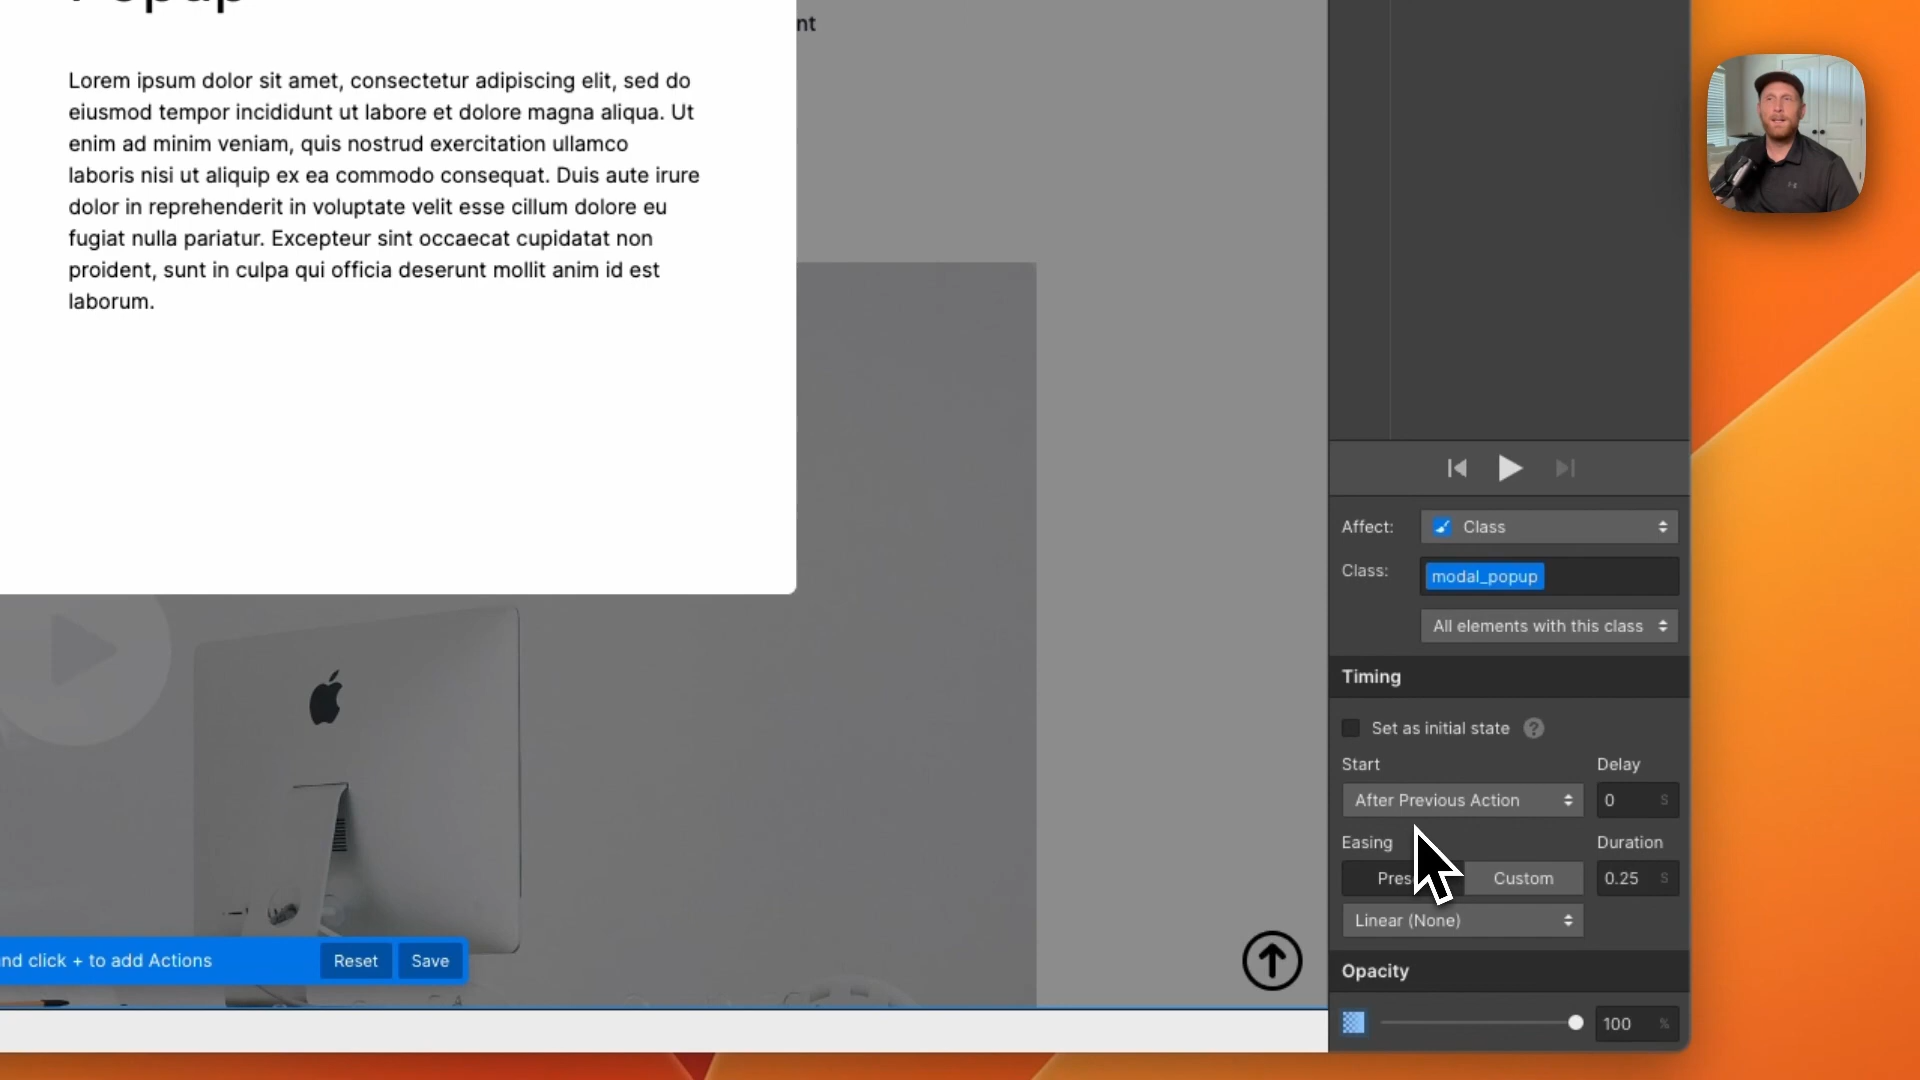 Popup
nt
Lorem ipsum dolor sit amet, consectetur adipiscing elit, sed do
eiusmod tempor incididunt ut labore et dolore magna aliqua. Ut
enim ad minim veniam, quis nostrud exercitation ullamco
laboris nisi ut aliquip ex ea commodo consequat. Duis aute irure
dolor in reprehenderit in voluptate velit esse cillum dolore eu
fugiat nulla pariatur. Excepteur sint occaecat cupidatat non
proident, sunt in culpa qui officia deserunt mollit anim id est
laborum.
nd click + to add Actions
Reset
Save
Affect:
Class
Class:
modal_popup
All elements with this class
Timing
Set as initial state ?
Start
Delay
After Previous Action
0 S
Easing
Duration
Pres
Custom
0.25 S
Linear (None)
Opacity
100 %